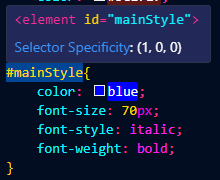 <element id="mainStyle">
Selector Specificity: (1, 0, 0)
#mainStyle{
color: blue;
font-size: 70px;
font-style: italic;
font-weight: bold;
}